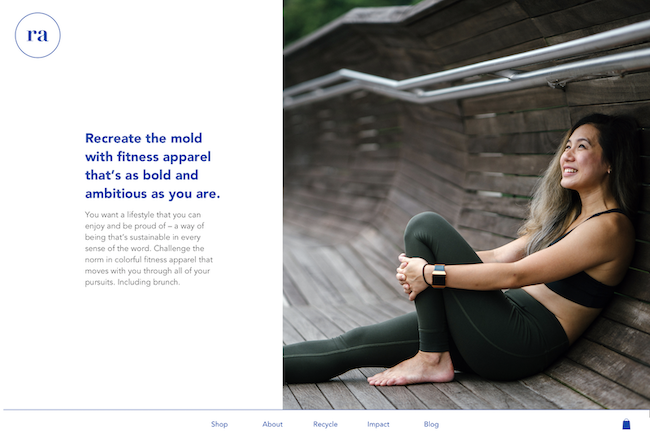 ra
Recreate the mold
with fitness apparel
that's as bold and
ambitious as you are.
You want a lifestyle that you can
enjoy and be proud of – a way of
being that's sustainable in every
sense of the word. Challenge the
norm in colorful fitness apparel that
moves with you through all of your
pursuits. Including brunch.
Shop About Recycle Impact Blog